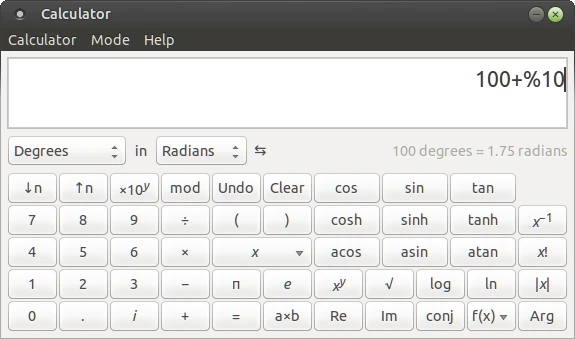 Calculator
Calculator Mode Help
100+%10
Degrees in Radians ⇆ 100 degrees = 1.75 radians
↓n ↑n ×10ʸ mod Undo Clear cos sin tan
7 8 9 ÷ ( ) cosh sinh tanh x⁻¹
4 5 6 × x acos asin atan x!
1 2 3 − π e xʸ √ log ln |x|
0 . i + = a×b Re Im conj f(x) Arg